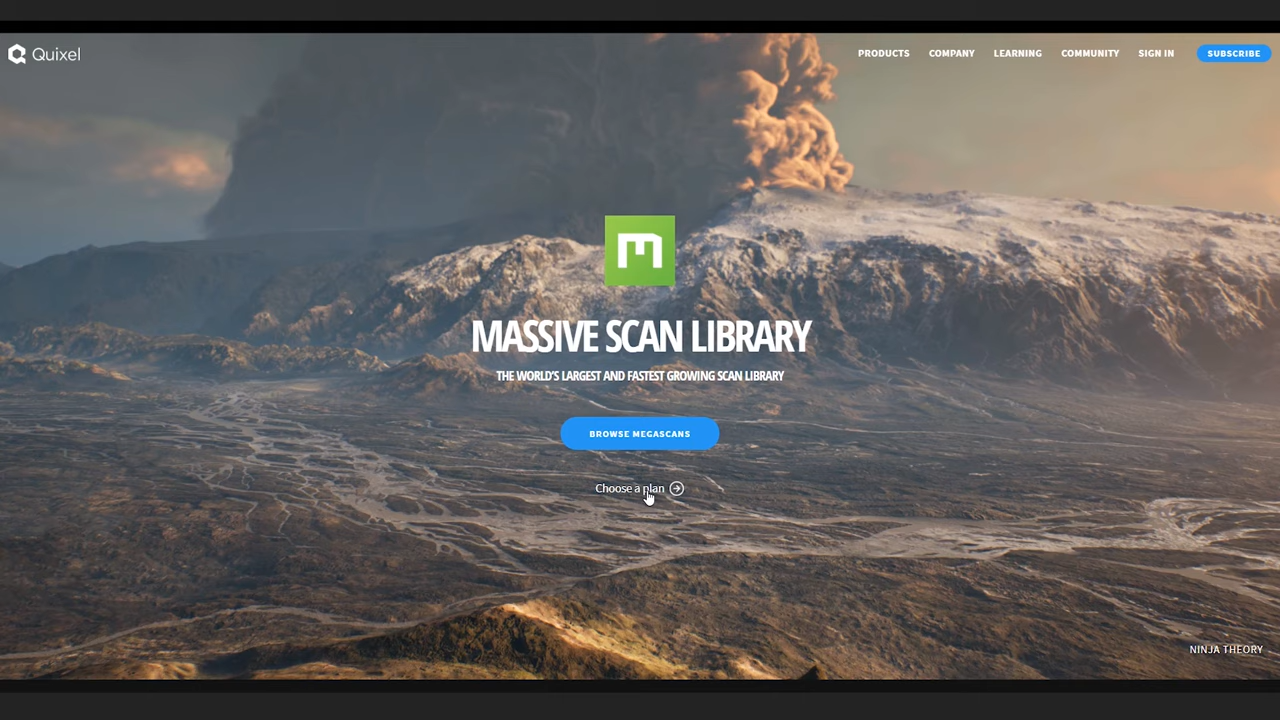 Quixel
PRODUCTS COMPANY LEARNING COMMUNITY SIGN IN SUBSCRIBE
MASSIVE SCAN LIBRARY
THE WORLD'S LARGEST AND FASTEST GROWING SCAN LIBRARY
BROWSE MEGASCANS
Choose a plan
NINJA THEORY